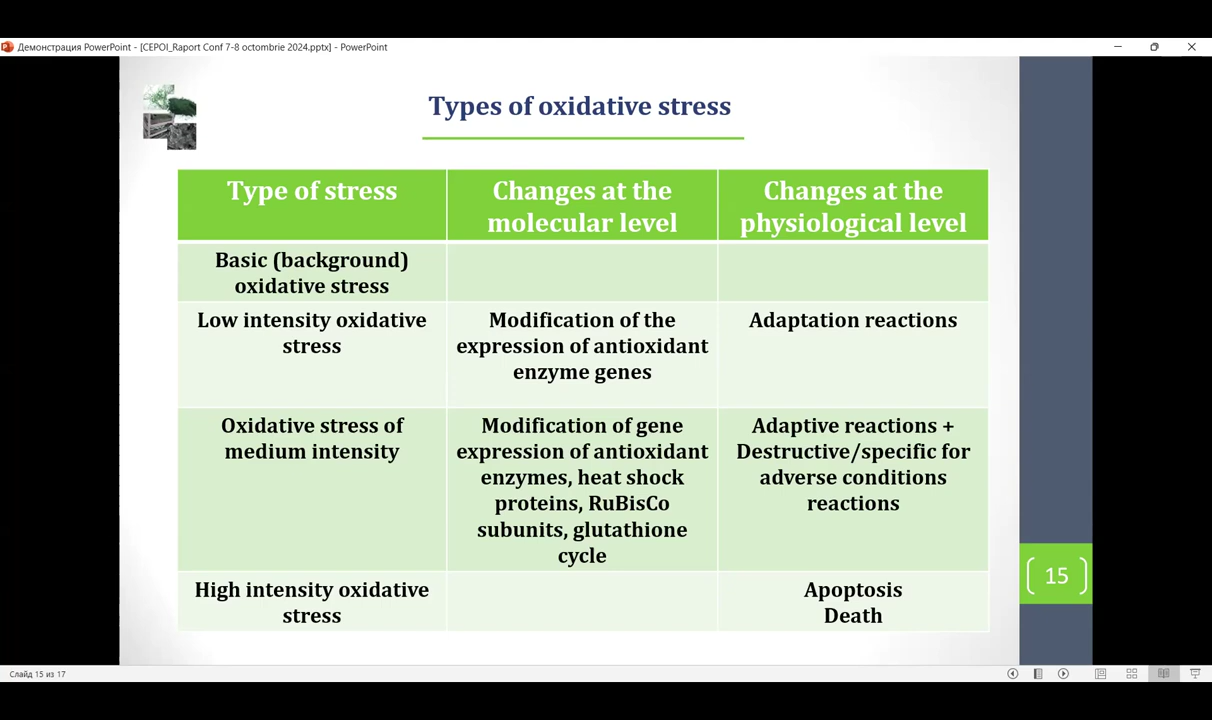 Демонстрация PowerPoint - [CEPOI_Raport Conf 7-8 octombrie 2024.pptx] - PowerPoint
Types of oxidative stress
Type of stress
Changes at the
molecular level
Changes at the
physiological level
Basic (background)
oxidative stress
Low intensity oxidative
stress
Modification of the
expression of antioxidant
enzyme genes
Adaptation reactions
Oxidative stress of
medium intensity
Modification of gene
expression of antioxidant
enzymes, heat shock
proteins, RuBisCo
subunits, glutathione
cycle
Adaptive reactions +
Destructive/specific for
adverse conditions
reactions
High intensity oxidative
stress
Apoptosis
Death
15
Слайд 15 из 17